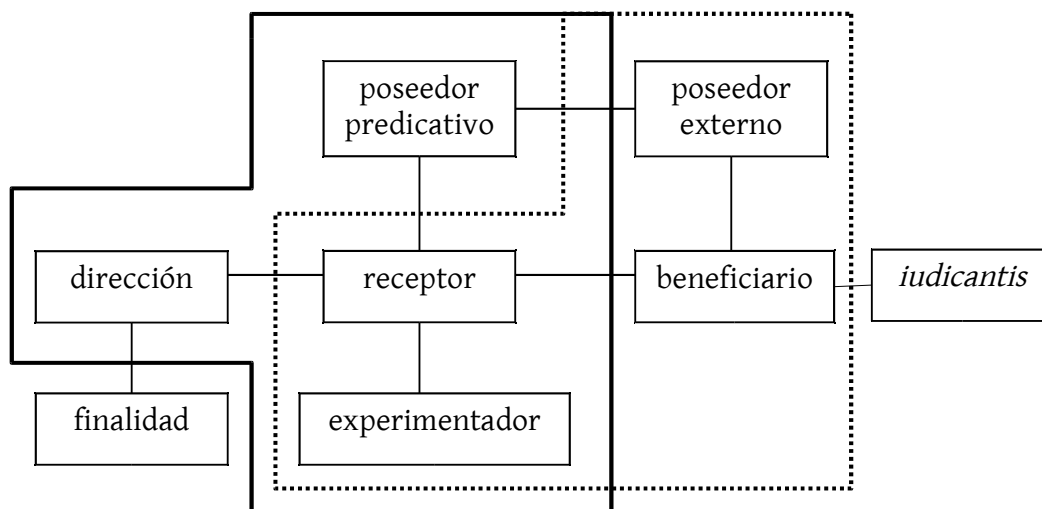 poseedor
predicativo
poseedor
externo
dirección
receptor
beneficiario
iudicantis
finalidad
experimentador